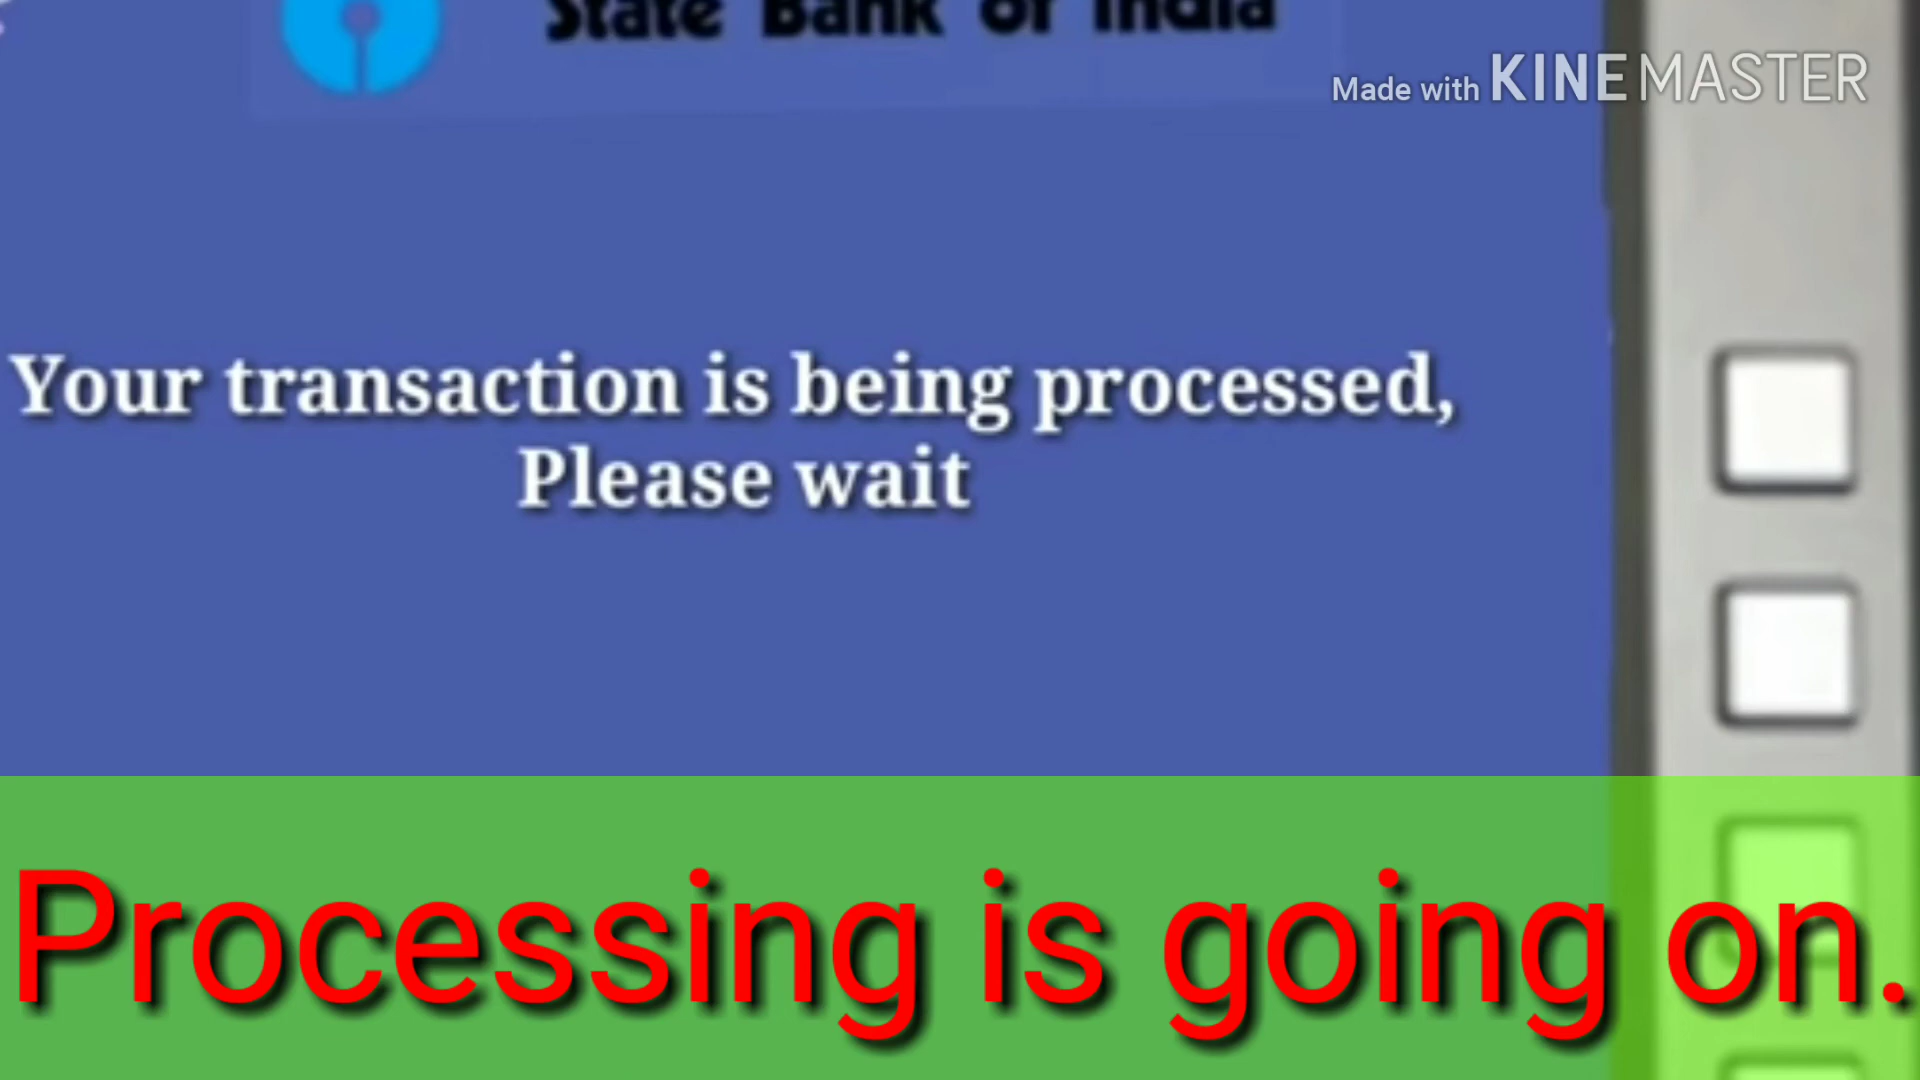 State Bank of India
Made with KINEMASTER
Your transaction is being processed,
Please wait
Processing is going on.